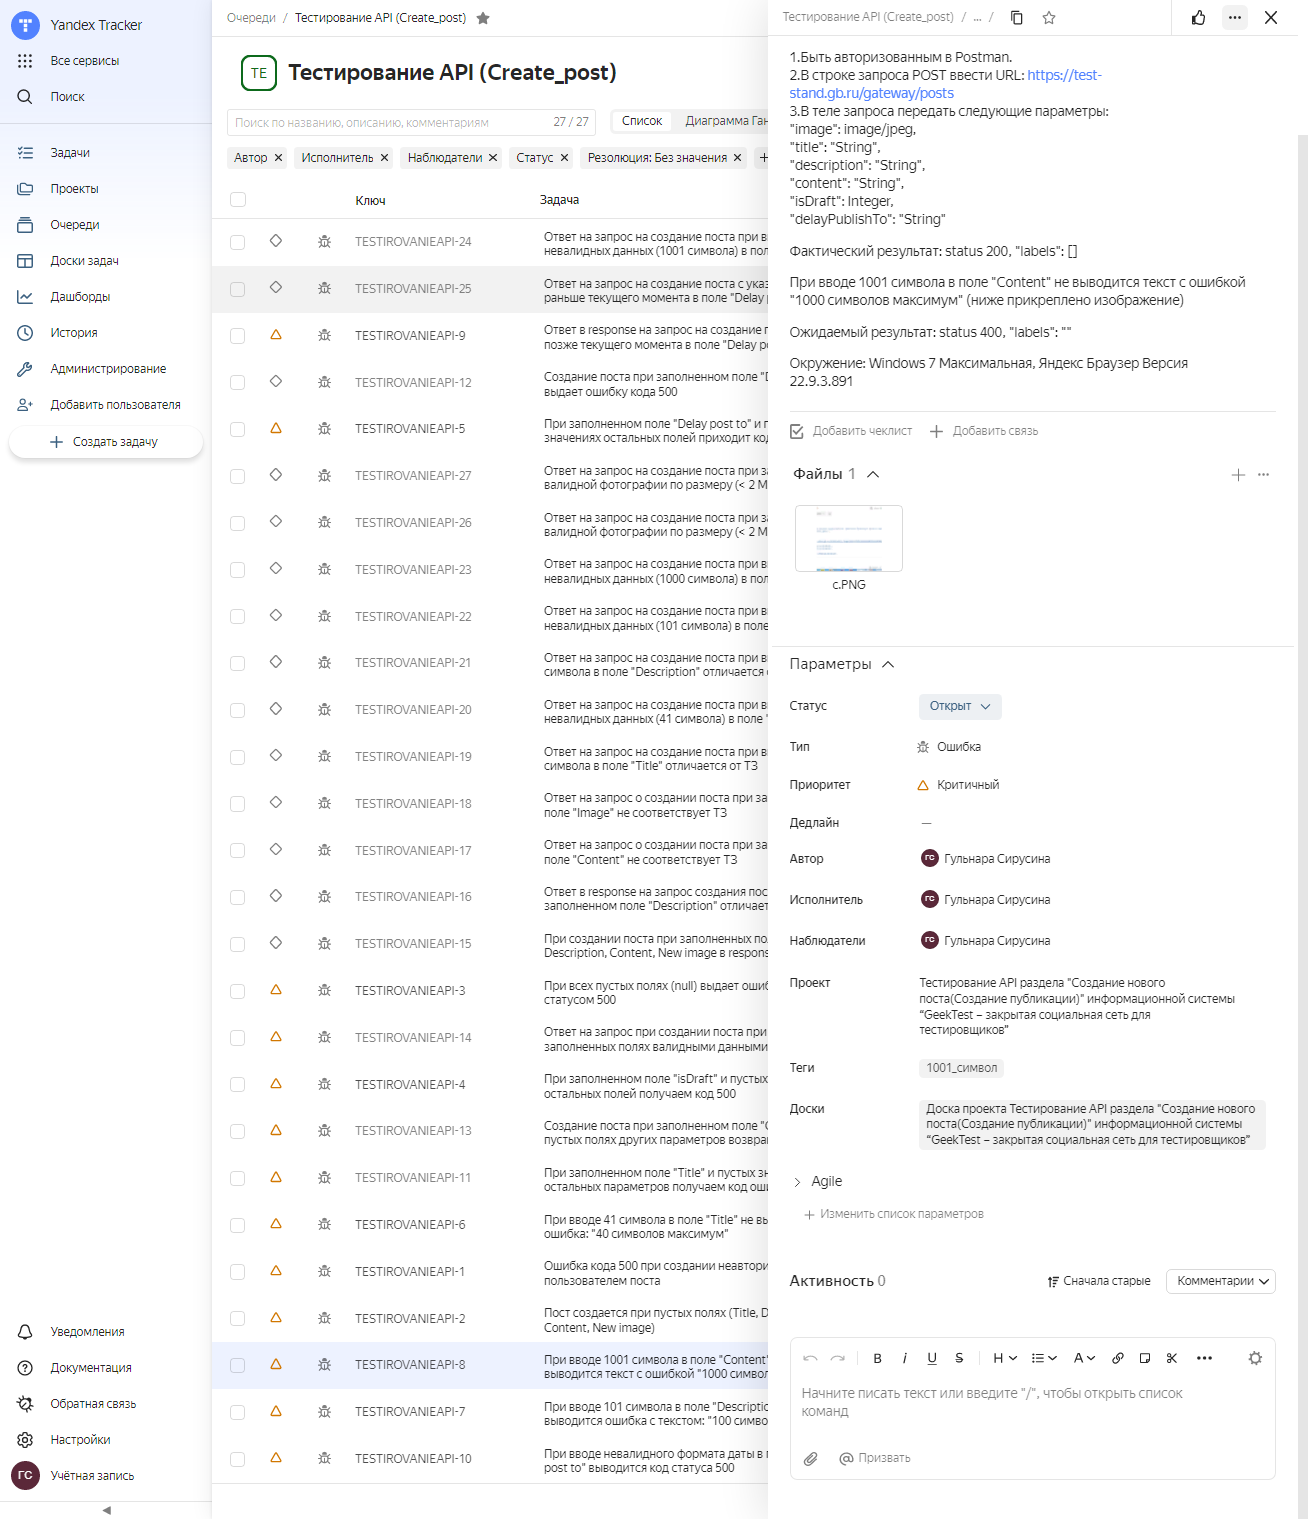 Yandex Tracker
Все сервисы
Поиск
Задачи
Проекты
Очереди
Доски задач
Дашборды
История
Администрирование
Добавить пользователя
Создать задачу
Уведомления
Документация
Обратная связь
Настройки
ГС Учётная запись
Очереди / Тестирование API (Create_post)
TE Тестирование API (Create_post)
Поиск по названию, описанию, комментариям 27 / 27
Список Диаграмма Ган
Автор Исполнитель Наблюдатели Статус Резолюция: Без значения
Ключ Задача
TESTIROVANIEAPI-24 Ответ на запрос на создание поста при в
невалидных данных (1001 символа) в пол
TESTIROVANIEAPI-25 Ответ на запрос на создание поста с указ
раньше текущего момента в поле "Delay
TESTIROVANIEAPI-9 Ответ в response на запрос на создание
позже текущего момента в поле "Delay po
TESTIROVANIEAPI-12 Создание поста при заполненном поле "D
выдает ошибку кода 500
TESTIROVANIEAPI-5 При заполненном поле "Delay post to" и п
значениях остальных полей приходит код
TESTIROVANIEAPI-27 Ответ на запрос на создание поста при за
валидной фотографии по размеру (< 2 М
TESTIROVANIEAPI-26 Ответ на запрос на создание поста при за
валидной фотографии по размеру (< 2 М
TESTIROVANIEAPI-23 Ответ на запрос на создание поста при в
невалидных данных (1000 символа) в пол
TESTIROVANIEAPI-22 Ответ на запрос на создание поста при в
невалидных данных (101 символа) в поле
TESTIROVANIEAPI-21 Ответ на запрос на создание поста при в
символа в поле "Description" отличается
TESTIROVANIEAPI-20 Ответ на запрос на создание поста при в
невалидных данных (41 символа) в поле "
TESTIROVANIEAPI-19 Ответ на запрос на создание поста при в
символа в поле "Title" отличается от ТЗ
TESTIROVANIEAPI-18 Ответ на запрос о создании поста при за
поле "Image" не соответствует ТЗ
TESTIROVANIEAPI-17 Ответ на запрос о создании поста при за
поле "Content" не соответствует ТЗ
TESTIROVANIEAPI-16 Ответ в response на запрос создания пос
заполненном поле "Description" отличает
TESTIROVANIEAPI-15 При создании поста при заполненных по
Description, Content, New image в respons
TESTIROVANIEAPI-3 При всех пустых полях (null) выдает ошиб
статусом 500
TESTIROVANIEAPI-14 Ответ на запрос при создании поста при
заполненных полях валидными данными
TESTIROVANIEAPI-4 При заполненном поле "isDraft" и пустых
остальных полей получаем код 500
TESTIROVANIEAPI-13 Создание поста при заполненном поле "C
пустых полях других параметров возвра
TESTIROVANIEAPI-11 При заполненном поле "Title" и пустых зн
остальных параметров получаем код оши
TESTIROVANIEAPI-6 При вводе 41 символа в поле "Title" не вы
ошибка: "40 символов максимум"
TESTIROVANIEAPI-1 Ошибка кода 500 при создании неавтори
пользователем поста
TESTIROVANIEAPI-2 Пост создается при пустых полях (Title, D
Content, New image)
TESTIROVANIEAPI-8 При вводе 1001 символа в поле "Content"
выводится текст с ошибкой "1000 символ
TESTIROVANIEAPI-7 При вводе 101 символа в поле "Descriptio
выводится ошибка с текстом: "100 симво
TESTIROVANIEAPI-10 При вводе невалидного формата даты в п
post to" выводится код статуса 500
Тестирование API (Create_post) / ... /
1.Быть авторизованным в Postman.
2.В строке запроса POST ввести URL: https://test-
stand.gb.ru/gateway/posts
3.В теле запроса передать следующие параметры:
"image": image/jpeg,
"title": "String",
"description": "String",
"content": "String",
"isDraft": Integer,
"delayPublishTo": "String"
Фактический результат: status 200, "labels": []
При вводе 1001 символа в поле "Content" не выводится текст с ошибкой
"1000 символов максимум" (ниже прикреплено изображение)
Ожидаемый результат: status 400, "labels": ""
Окружение: Windows 7 Максимальная, Яндекс Браузер Версия
22.9.3.891
Добавить чеклист Добавить связь
Файлы 1
c.PNG
Параметры
Статус Открыт
Тип Ошибка
Приоритет Критичный
Дедлайн —
Автор ГС Гульнара Сирусина
Исполнитель ГС Гульнара Сирусина
Наблюдатели ГС Гульнара Сирусина
Проект Тестирование API раздела "Создание нового
поста(Создание публикации)" информационной системы
“GeekTest – закрытая социальная сеть для
тестировщиков”
Теги 1001_символ
Доски Доска проекта Тестирование API раздела "Создание нового
поста(Создание публикации)" информационной системы
“GeekTest – закрытая социальная сеть для тестировщиков”
Agile
Изменить список параметров
Активность 0 Сначала старые Комментарии
B i U S H A
Начните писать текст или введите "/", чтобы открыть список
команд
Призвать